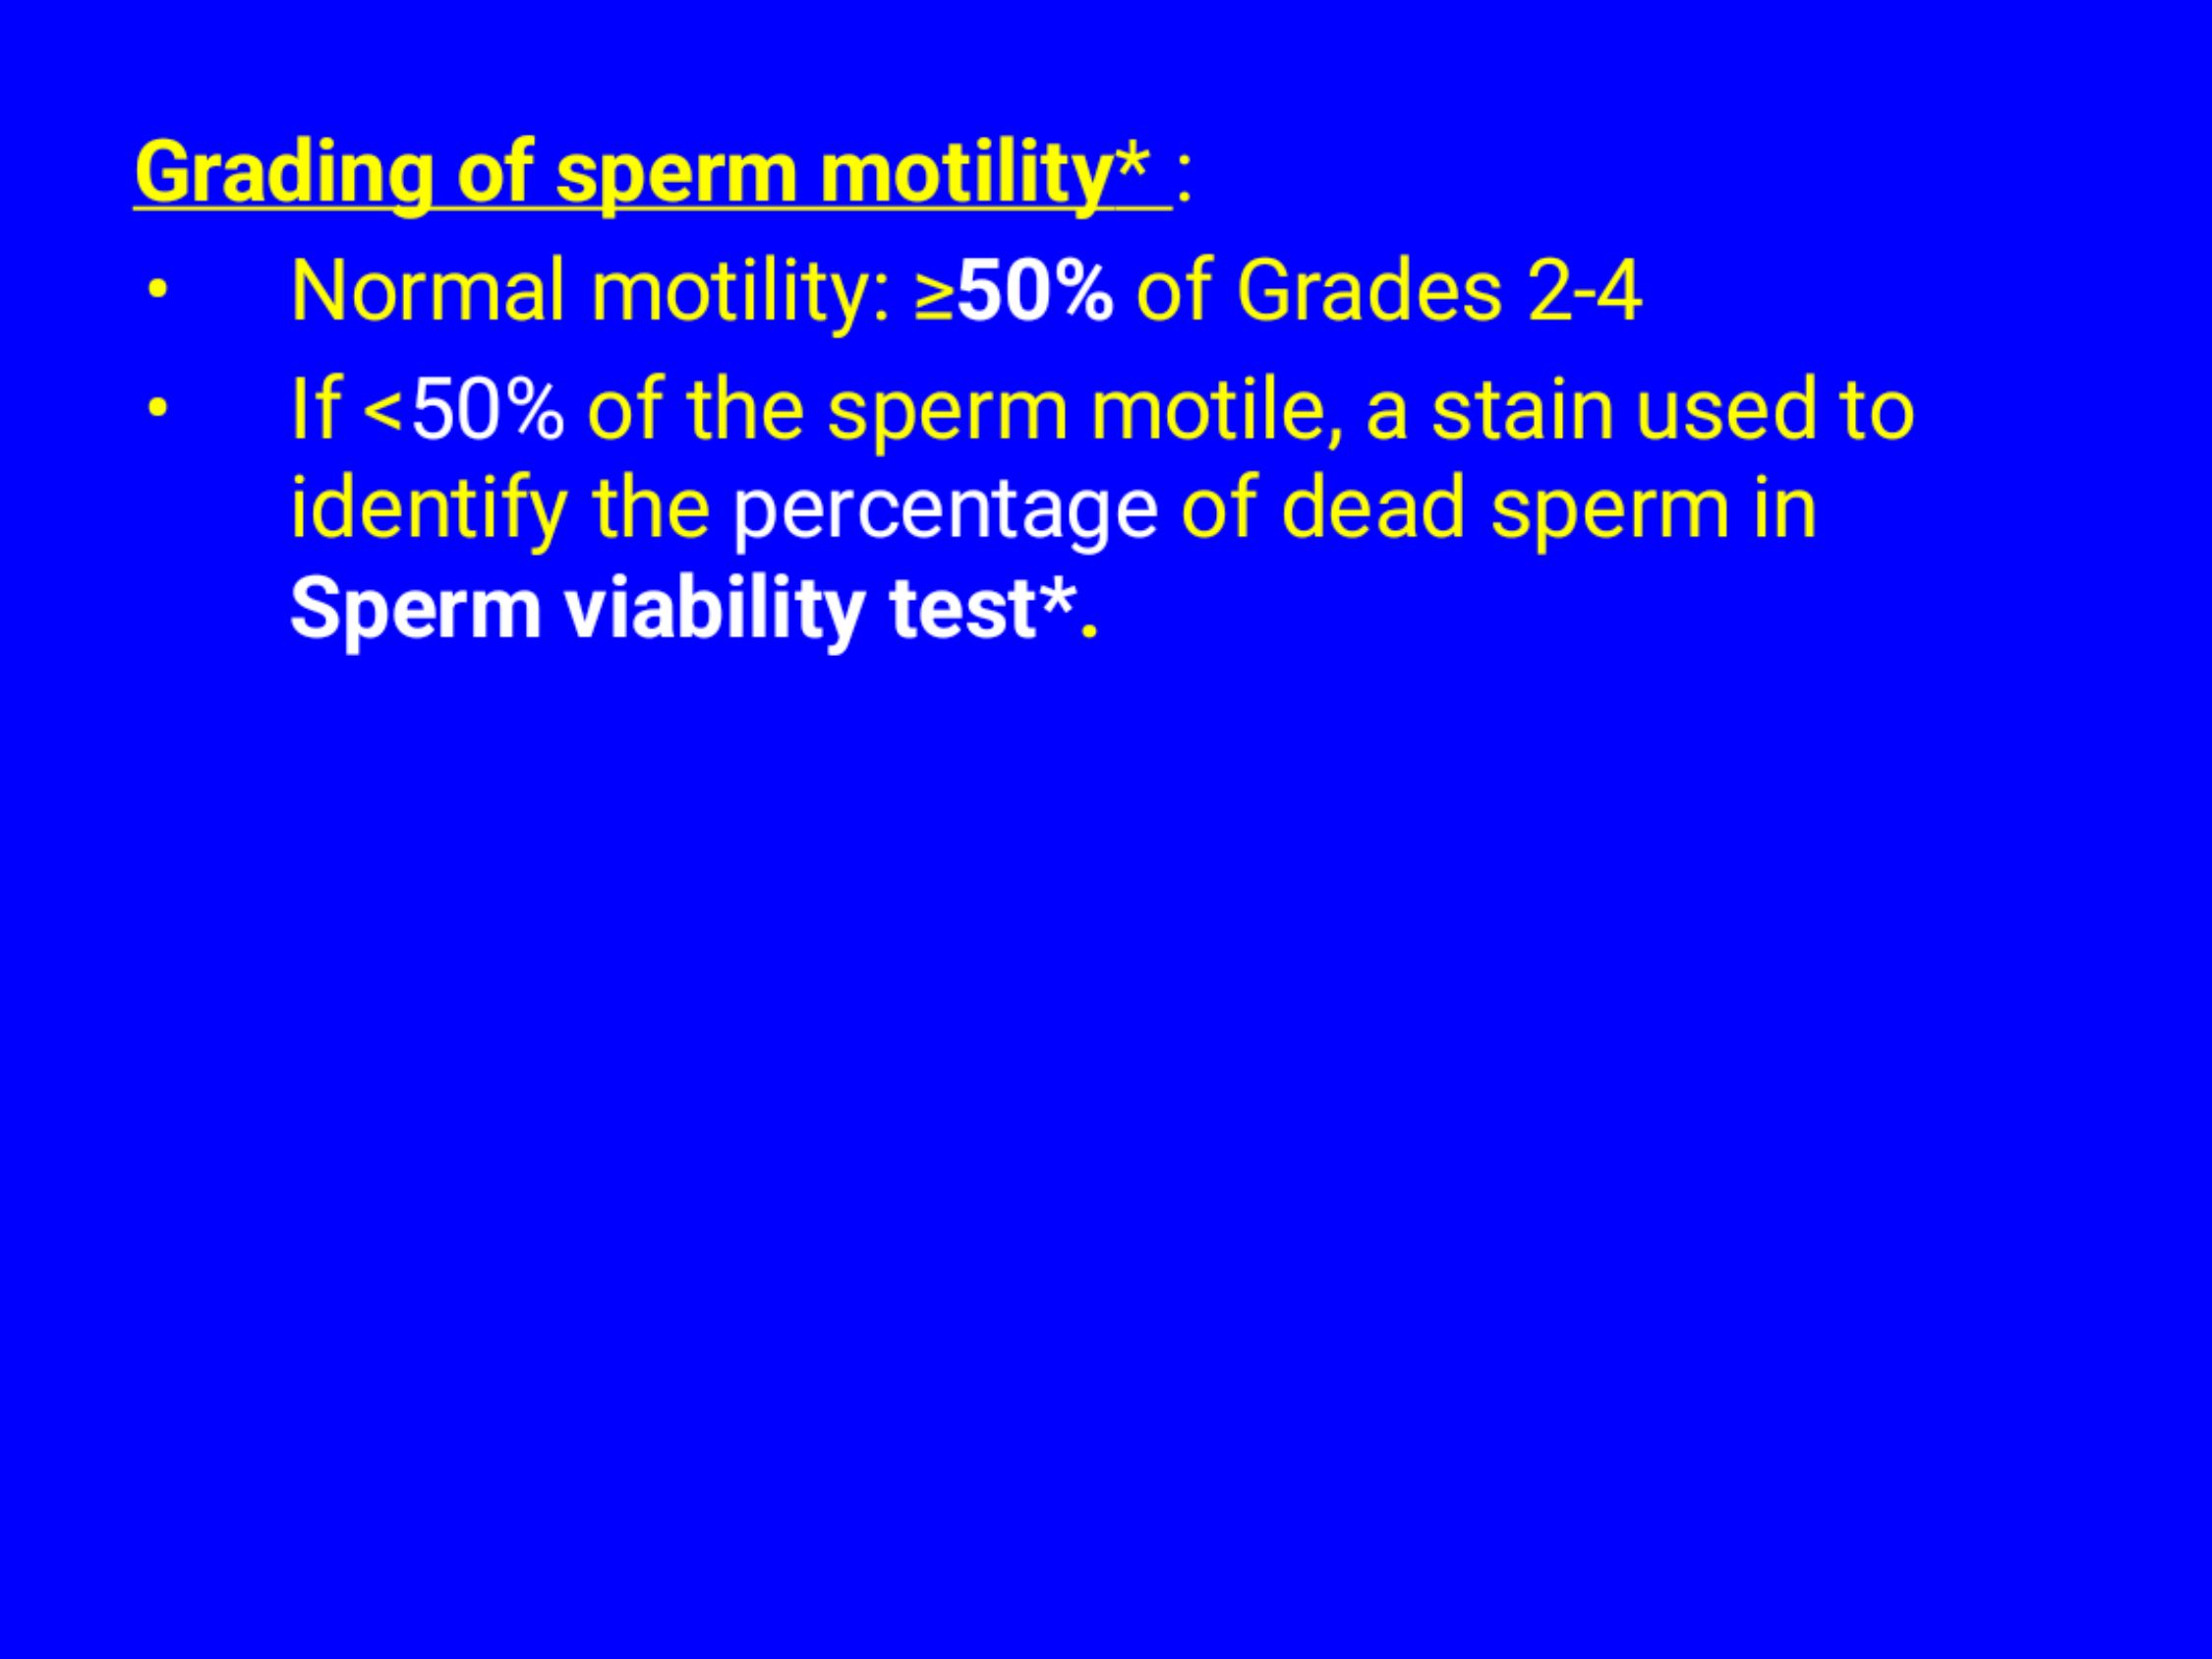 Grading of sperm motility* :
• Normal motility: ≥50% of Grades 2-4
• If <50% of the sperm motile, a stain used to
identify the percentage of dead sperm in
Sperm viability test*.